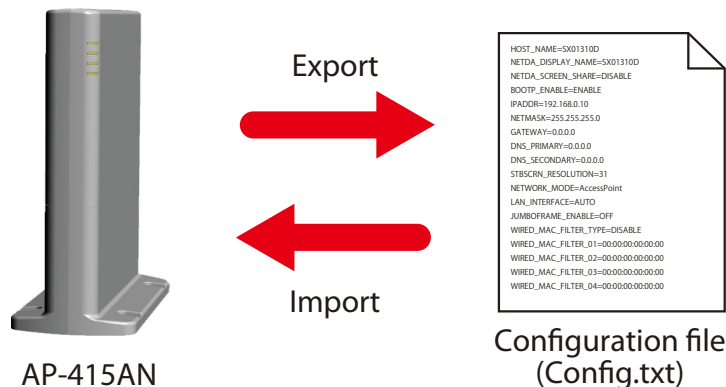 Export
Import
AP-415AN
HOST_NAME=SX01310D
NETDA_DISPLAY_NAME=SX01310D
NETDA_SCREEN_SHARE=DISABLE
BOOTP_ENABLE=ENABLE
IPADDR=192.168.0.10
NETMASK=255.255.255.0
GATEWAY=0.0.0.0
DNS_PRIMARY=0.0.0.0
DNS_SECONDARY=0.0.0.0
STBSCRN_RESOLUTION=31
NETWORK_MODE=AccessPoint
LAN_INTERFACE=AUTO
JUMBOFRAME_ENABLE=OFF
WIRED_MAC_FILTER_TYPE=DISABLE
WIRED_MAC_FILTER_01=00:00:00:00:00:00
WIRED_MAC_FILTER_02=00:00:00:00:00:00
WIRED_MAC_FILTER_03=00:00:00:00:00:00
WIRED_MAC_FILTER_04=00:00:00:00:00:00
Configuration file
(Config.txt)